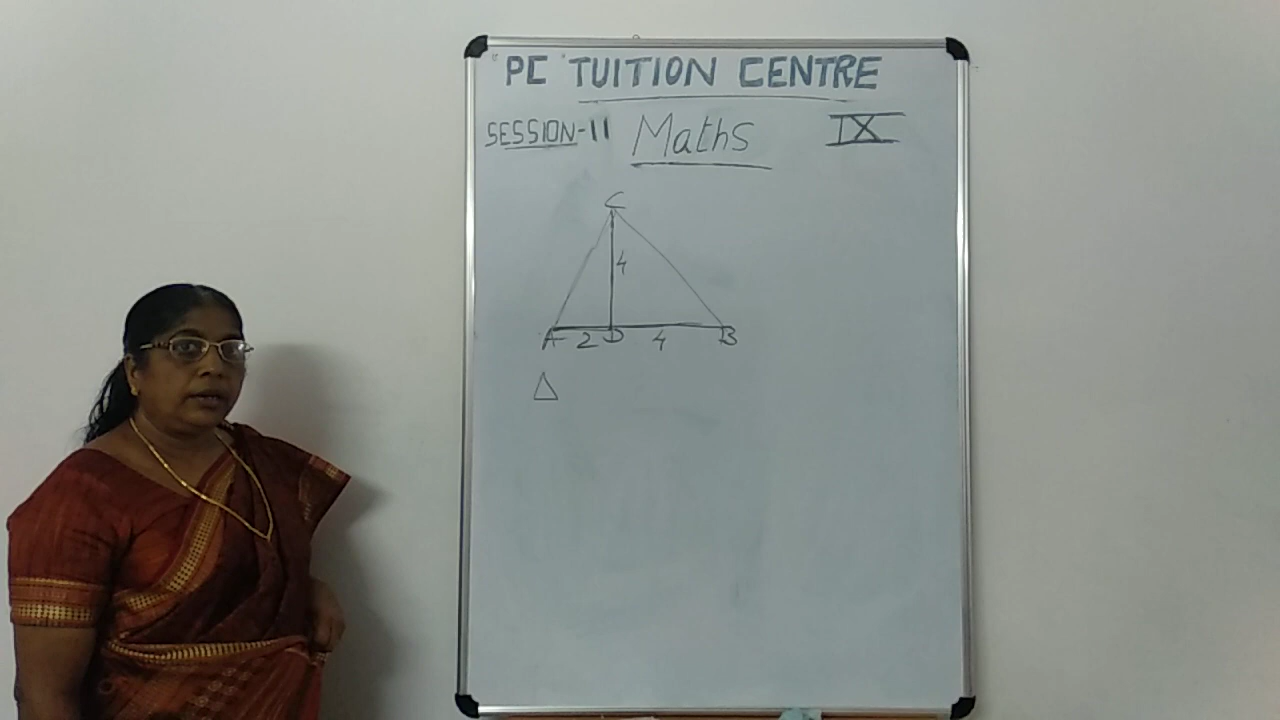 PC TUITION CENTRE
SESSION-11 Maths IX
C
4
A 2 D 4 B
△